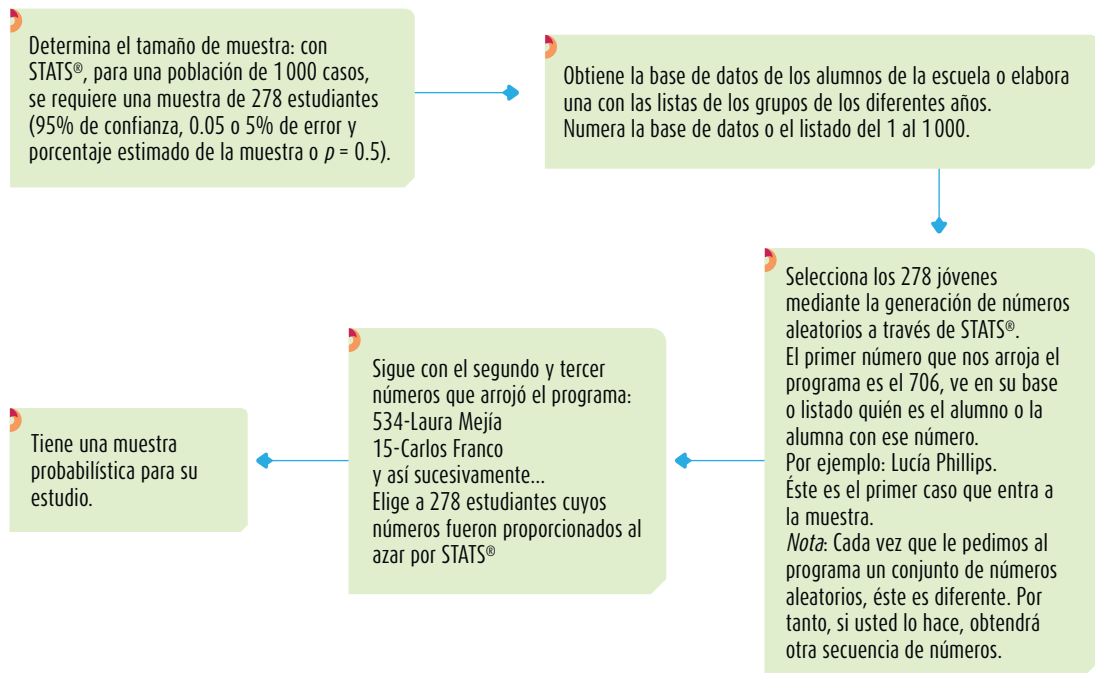 Determina el tamaño de muestra: con
STATS®, para una población de 1 000 casos,
se requiere una muestra de 278 estudiantes
(95% de confianza, 0.05 o 5% de error y
porcentaje estimado de la muestra o p = 0.5).
Obtiene la base de datos de los alumnos de la escuela o elabora
una con las listas de los grupos de los diferentes años.
Numera la base de datos o el listado del 1 al 1 000.
Selecciona los 278 jóvenes
mediante la generación de números
aleatorios a través de STATS®.
El primer número que nos arroja el
programa es el 706, ve en su base
o listado quién es el alumno o la
alumna con ese número.
Por ejemplo: Lucía Phillips.
Éste es el primer caso que entra a
la muestra.
Nota: Cada vez que le pedimos al
programa un conjunto de números
aleatorios, éste es diferente. Por
tanto, si usted lo hace, obtendrá
otra secuencia de números.
Sigue con el segundo y tercer
números que arrojó el programa:
534-Laura Mejía
15-Carlos Franco
y así sucesivamente...
Elige a 278 estudiantes cuyos
números fueron proporcionados al
azar por STATS®
Tiene una muestra
probabilística para su
estudio.